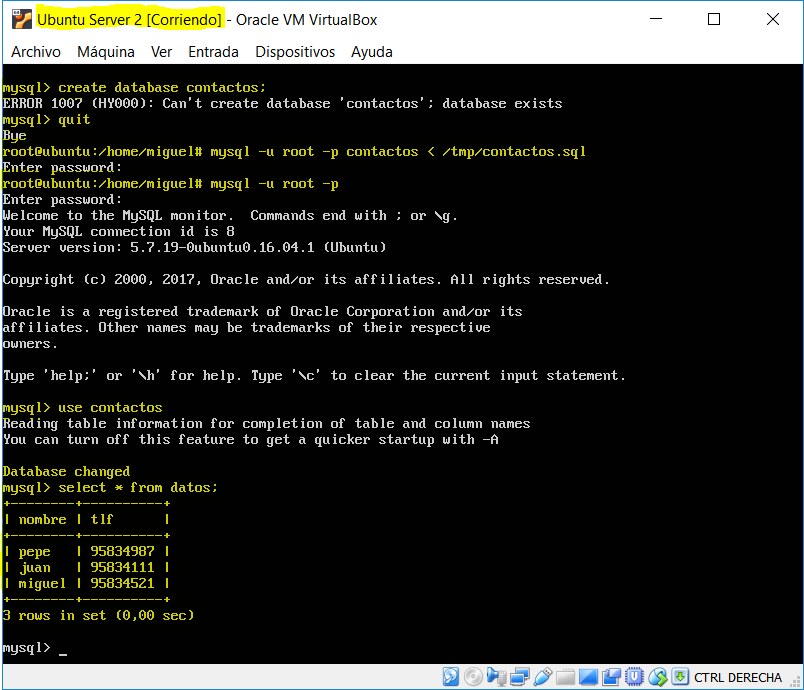 Ubuntu Server 2 [Corriendo] - Oracle VM VirtualBox
Archivo Máquina Ver Entrada Dispositivos Ayuda
mysql> create database contactos;
ERROR 1007 (HY000): Can't create database 'contactos'; database exists
mysql> quit
Bye
root@ubuntu:/home/miguel# mysql -u root -p contactos < /tmp/contactos.sql
Enter password:
root@ubuntu:/home/miguel# mysql -u root -p
Enter password:
Welcome to the MySQL monitor.  Commands end with ; or \g.
Your MySQL connection id is 8
Server version: 5.7.19-0ubuntu0.16.04.1 (Ubuntu)
Copyright (c) 2000, 2017, Oracle and/or its affiliates. All rights reserved.
Oracle is a registered trademark of Oracle Corporation and/or its
affiliates. Other names may be trademarks of their respective
owners.
Type 'help;' or '\h' for help. Type '\c' to clear the current input statement.
mysql> use contactos
Reading table information for completion of table and column names
You can turn off this feature to get a quicker startup with -A
Database changed
mysql> select * from datos;
+--------+----------+
| nombre | tlf      |
+--------+----------+
| pepe   | 95834987 |
| juan   | 95834111 |
| miguel | 95834521 |
+--------+----------+
3 rows in set (0,00 sec)
mysql> _
CTRL DERECHA